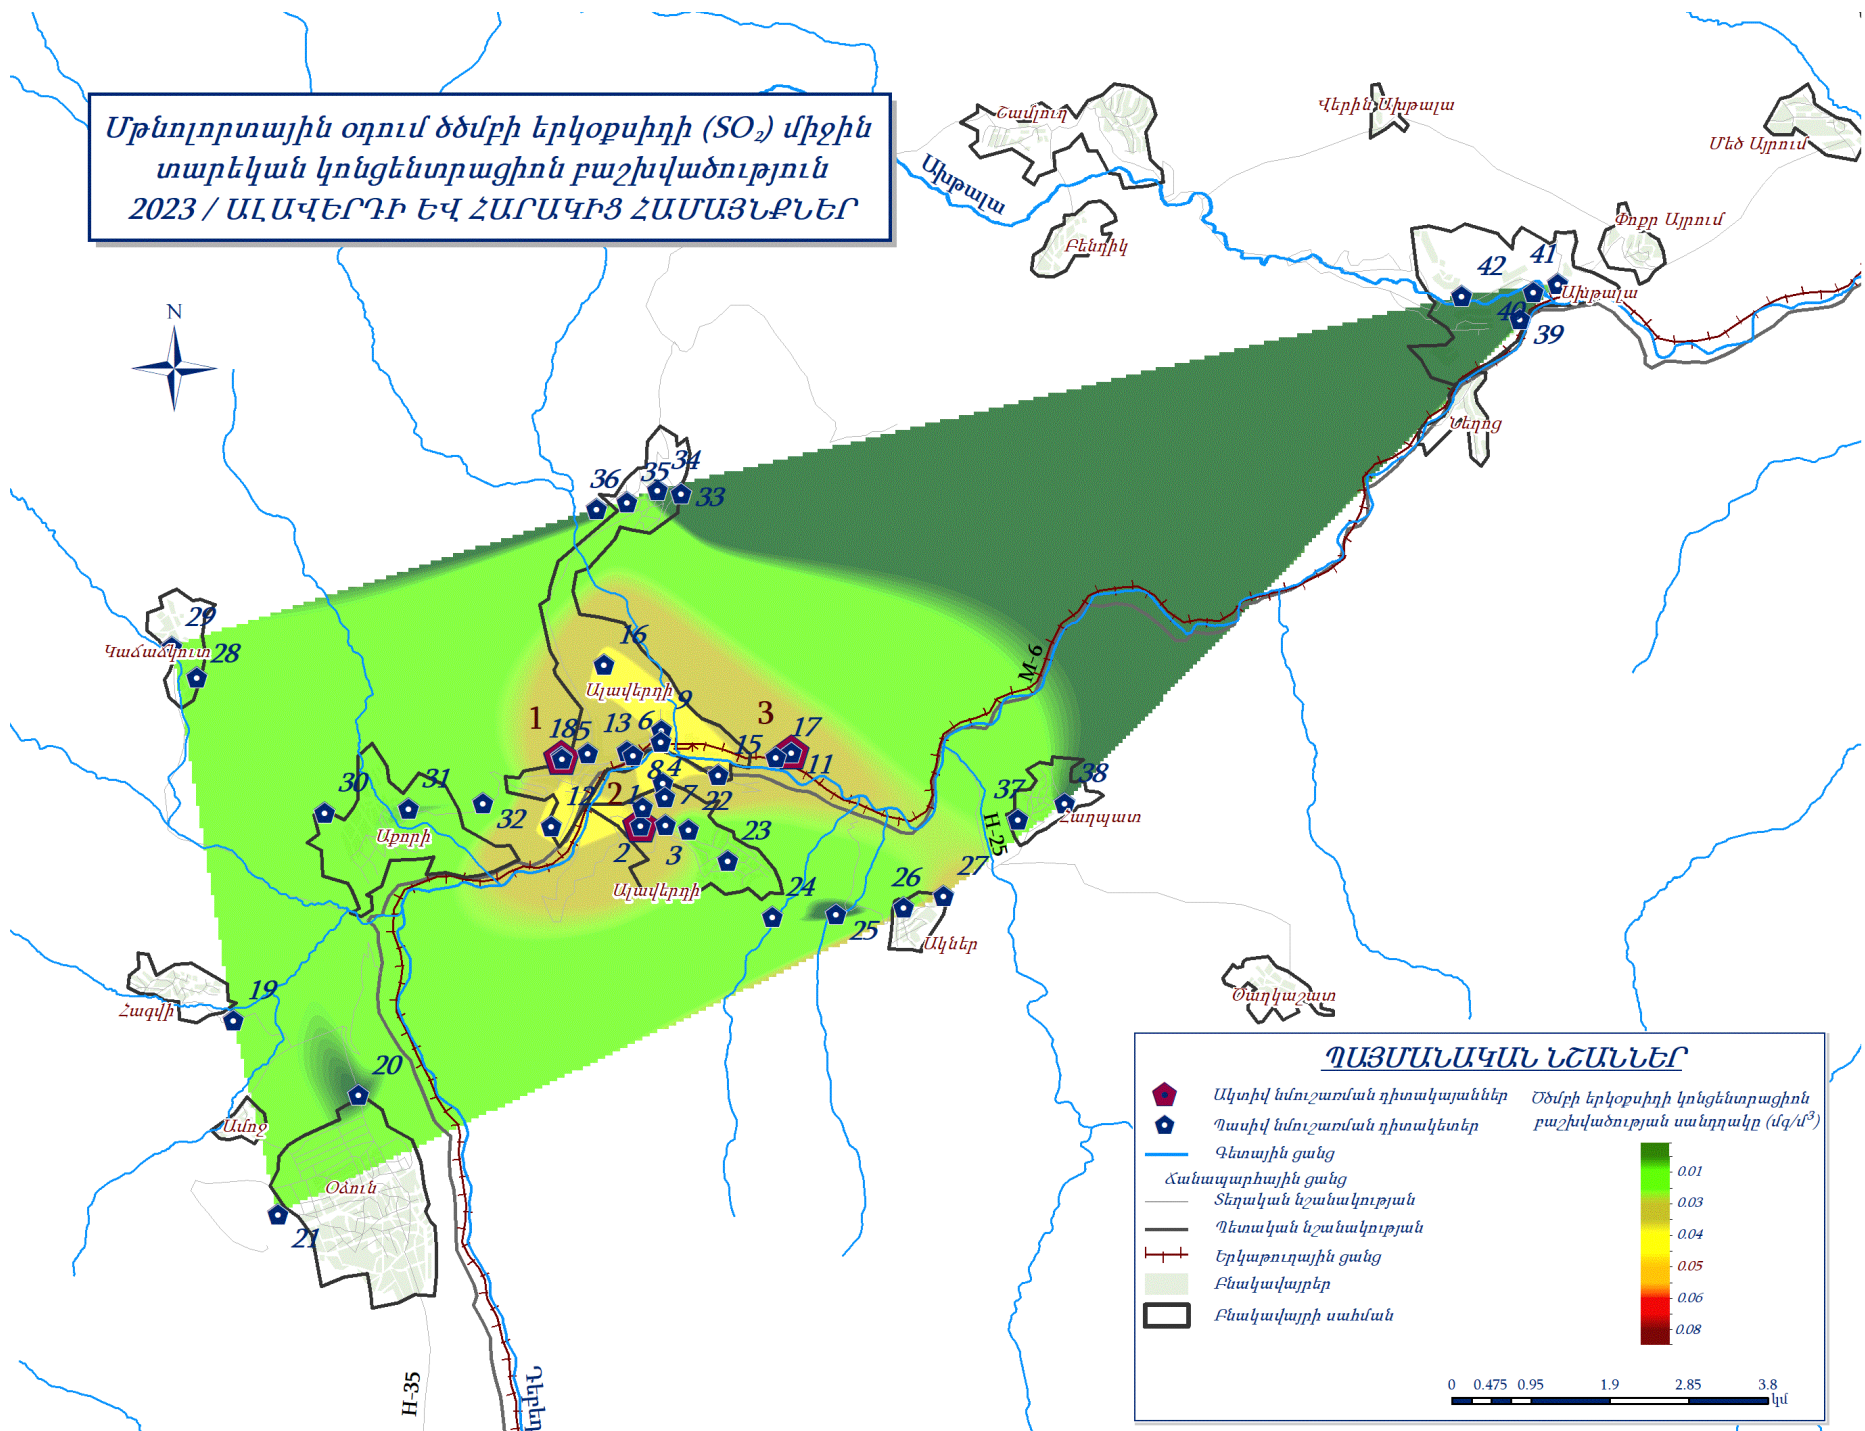 Մթնոլորտային օդում ծծմբի երկօքսիդի (SO₂) միջին
տարեկան կոնցենտրացիոն բաշխվածություն
2023 / ԱԼԱՎԵՐԴԻ ԵՎ ՀԱՐԱԿԻՑ ՀԱՄԱՅՆՔՆԵՐ
Շամլուղ
Վերին Ախթալա
Մեծ Այրում
Ախթալա
Փոքր Այրում
Բենդիկ
42
41
Ախթալա
40
39
N
Նեղոց
34
35
36
33
29
Կաճաճկուտ
28
16
M-6
Ալավերդի
9
1
3
18
5
13
6
17
15
11
8
4
30
31
12
2
1
7
22
37
38
Աքորի
32
H-25
Հաղպատ
2
3
23
Ալավերդի
24
26
27
25
Ակներ
19
Հագվի
Ծաղկաշատ
20
Ամոջ
Օձուն
21
H-35
Դեբեդ
ՊԱՅՄԱՆԱԿԱՆ ՆՇԱՆՆԵՐ
Ակտիվ նմուշառման դիտակայաններ
Պասիվ նմուշառման դիտակետեր
Գետային ցանց
Ճանապարհային ցանց
Տեղական նշանակության
Պետական նշանակության
Երկաթուղային ցանց
Բնակավայրեր
Բնակավայրի սահման
Ծծմբի երկօքսիդի կոնցենտրացիոն
բաշխվածության սանդղակը (մգ/մ³)
0.01
0.03
0.04
0.05
0.06
0.08
0 0.475 0.95 1.9 2.85 3.8
կմ